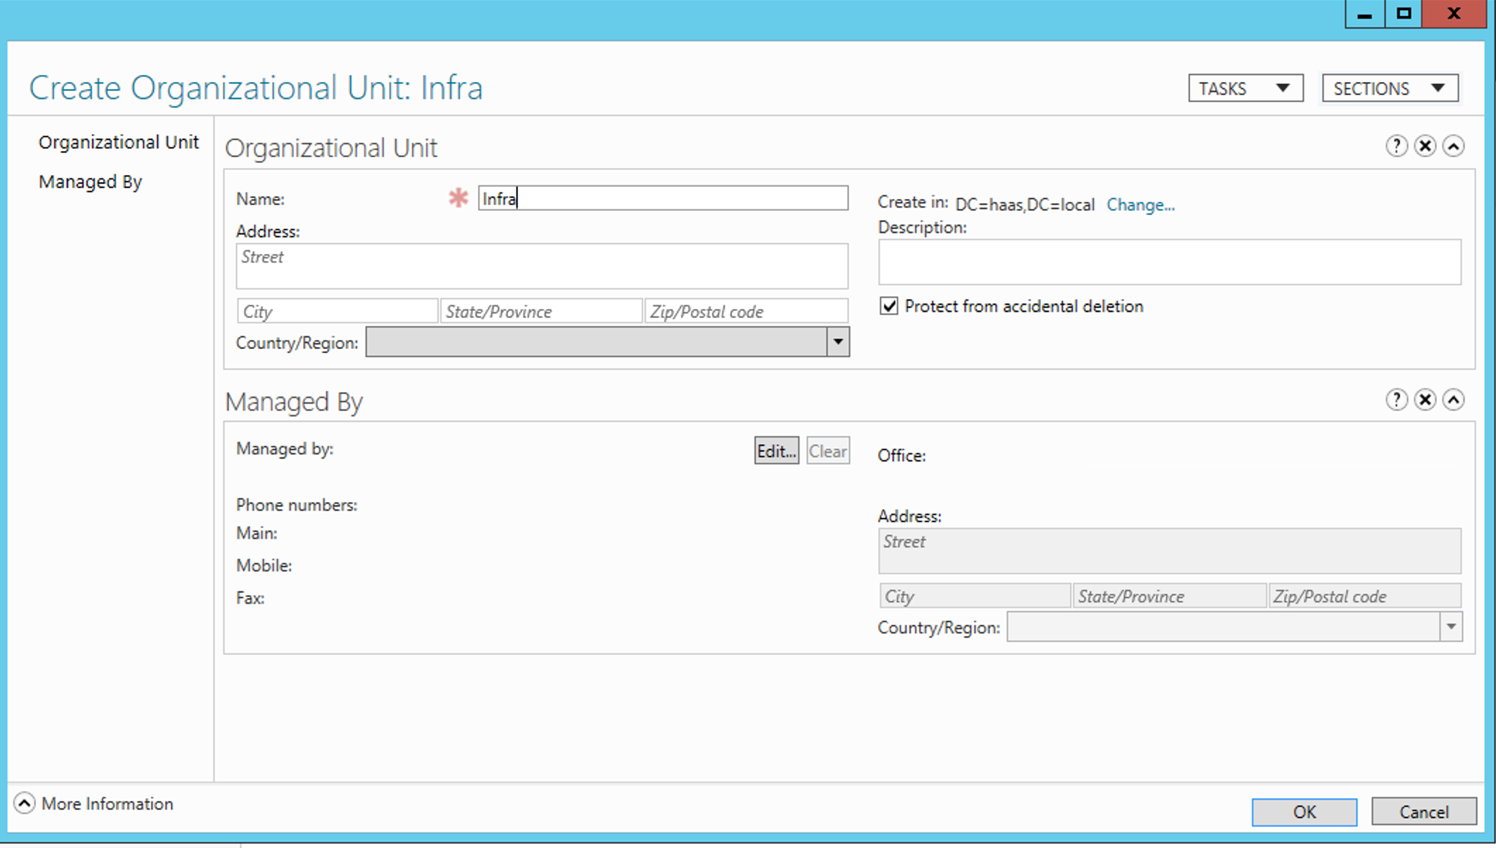 Create Organizational Unit: Infra
TASKS SECTIONS
Organizational Unit
Managed By
Organizational Unit
Name: Infra
Address:
Street
City State/Province Zip/Postal code
Country/Region:
Create in: DC=haas,DC=local Change...
Description:
Protect from accidental deletion
Managed By
Managed by: Edit... Clear
Phone numbers:
Main:
Mobile:
Fax:
Office:
Address:
Street
City State/Province Zip/Postal code
Country/Region:
More Information
OK Cancel